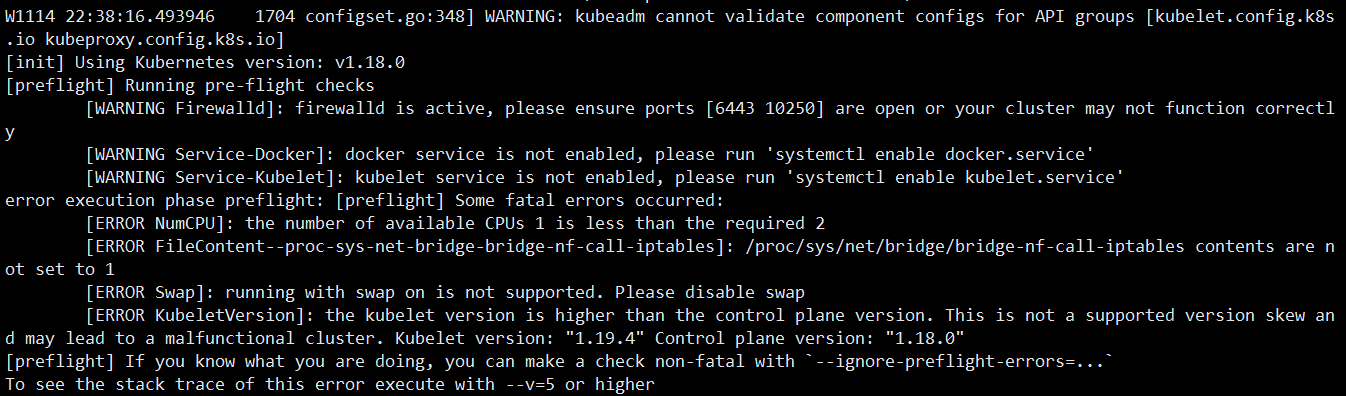 W1114 22:38:16.493946    1704 configset.go:348] WARNING: kubeadm cannot validate component configs for API groups [kubelet.config.k8s
.io kubeproxy.config.k8s.io]
[init] Using Kubernetes version: v1.18.0
[preflight] Running pre-flight checks
        [WARNING Firewalld]: firewalld is active, please ensure ports [6443 10250] are open or your cluster may not function correctl
y
        [WARNING Service-Docker]: docker service is not enabled, please run 'systemctl enable docker.service'
        [WARNING Service-Kubelet]: kubelet service is not enabled, please run 'systemctl enable kubelet.service'
error execution phase preflight: [preflight] Some fatal errors occurred:
        [ERROR NumCPU]: the number of available CPUs 1 is less than the required 2
        [ERROR FileContent--proc-sys-net-bridge-bridge-nf-call-iptables]: /proc/sys/net/bridge/bridge-nf-call-iptables contents are n
ot set to 1
        [ERROR Swap]: running with swap on is not supported. Please disable swap
        [ERROR KubeletVersion]: the kubelet version is higher than the control plane version. This is not a supported version skew an
d may lead to a malfunctional cluster. Kubelet version: "1.19.4" Control plane version: "1.18.0"
[preflight] If you know what you are doing, you can make a check non-fatal with `--ignore-preflight-errors=...`
To see the stack trace of this error execute with --v=5 or higher